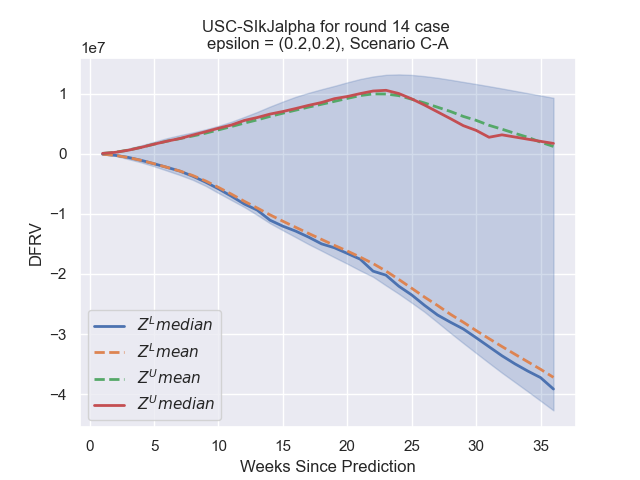 USC-SIkJalpha for round 14 case
epsilon = (0.2,0.2), Scenario C-A
1e7
1
0
−1
−2
−3
−4
DFRV
Z^L median
Z^L mean
Z^U mean
Z^U median
0 5 10 15 20 25 30 35
Weeks Since Prediction